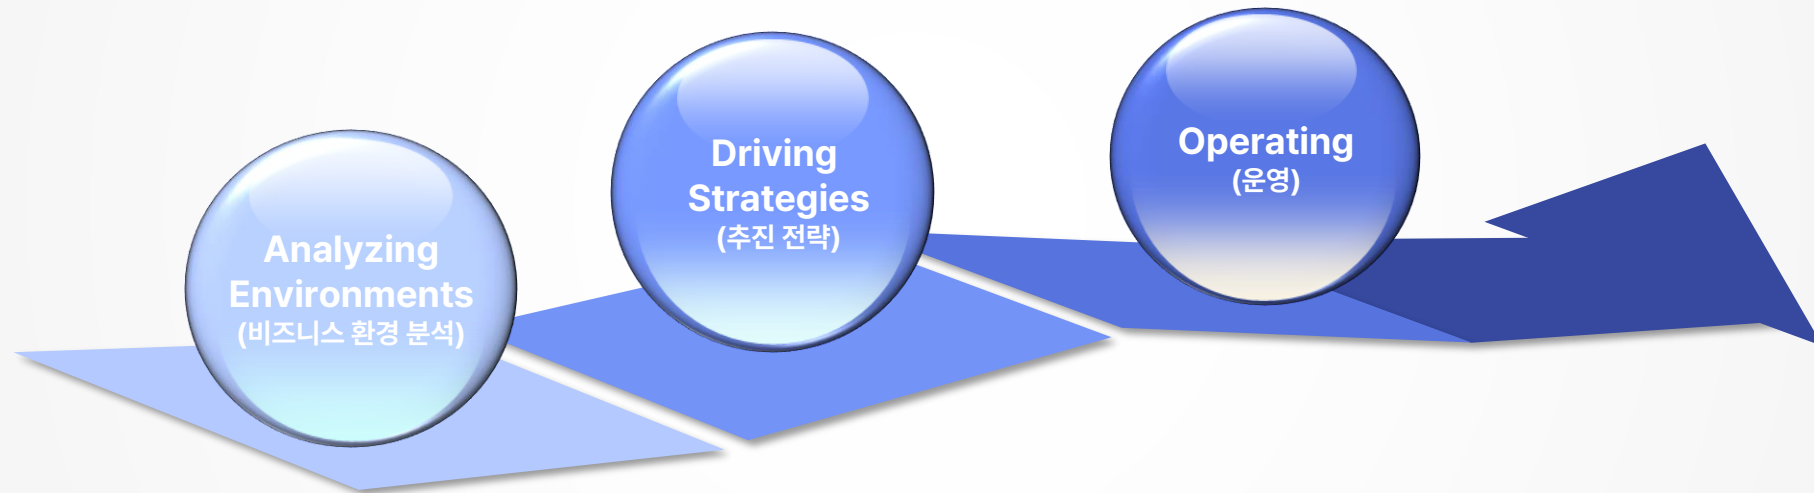 Analyzing
Environments
(비즈니스 환경 분석)
Driving
Strategies
(추진 전략)
Operating
(운영)